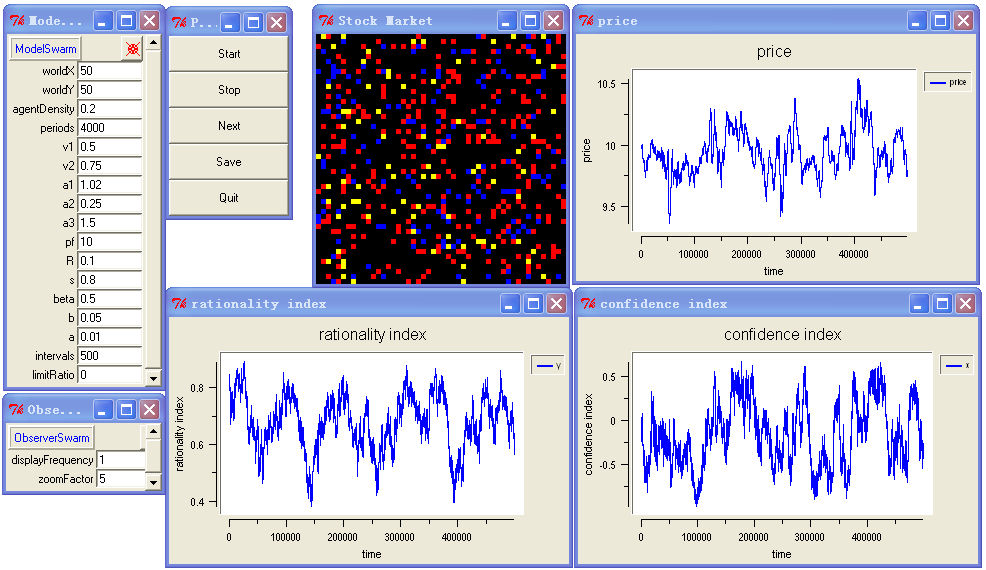 Mode...
ModelSwarm
worldX 50
worldY 50
agentDensity 0.2
periods 4000
v1 0.5
v2 0.75
a1 1.02
a2 0.25
a3 1.5
pf 10
R 0.1
s 0.8
beta 0.5
b 0.05
a 0.01
intervals 500
limitRatio 0
P...
Start
Stop
Next
Save
Quit
Stock Market
price
price
price
10.5
10
9.5
price
0 100000 200000 300000 400000
time
Obse...
ObserverSwarm
displayFrequency 1
zoomFactor 5
rationality index
rationality index
y
rationality index
0.8
0.6
0.4
0 100000 200000 300000 400000
time
confidence index
confidence index
x
confidence index
0.5
0
-0.5
0 100000 200000 300000 400000
time